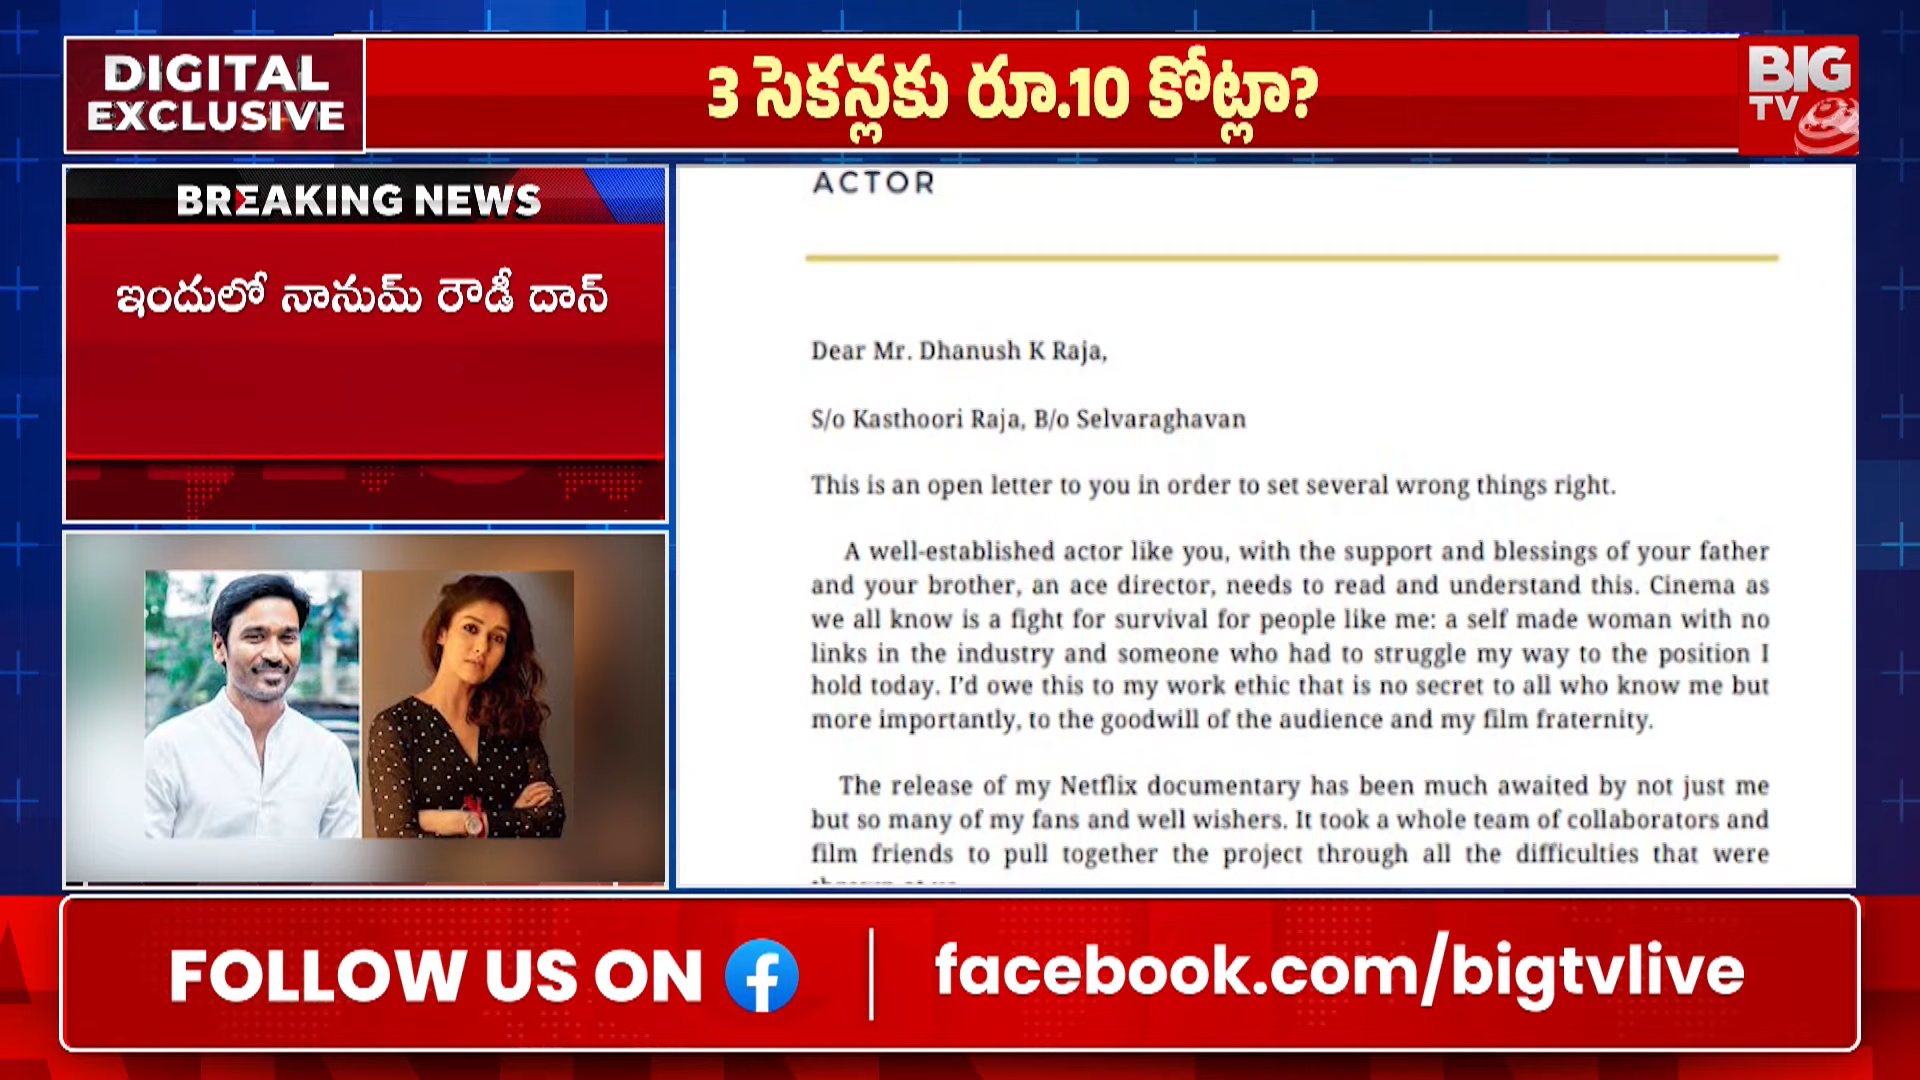 DIGITAL
EXCLUSIVE
3 సెకన్లకు రూ.10 కోట్లా?
BIG
TV
BREAKING NEWS
ఇందులో నానుమ్ రౌడీ దాన్
ACTOR
Dear Mr. Dhanush K Raja,
S/o Kasthoori Raja, B/o Selvaraghavan
This is an open letter to you in order to set several wrong things right.
A well-established actor like you, with the support and blessings of your father
and your brother, an ace director, needs to read and understand this. Cinema as
we all know is a fight for survival for people like me: a self made woman with no
links in the industry and someone who had to struggle my way to the position I
hold today. I'd owe this to my work ethic that is no secret to all who know me but
more importantly, to the goodwill of the audience and my film fraternity.
The release of my Netflix documentary has been much awaited by not just me
but so many of my fans and well wishers. It took a whole team of collaborators and
film friends to pull together the project through all the difficulties that were
FOLLOW US ON
facebook.com/bigtvlive